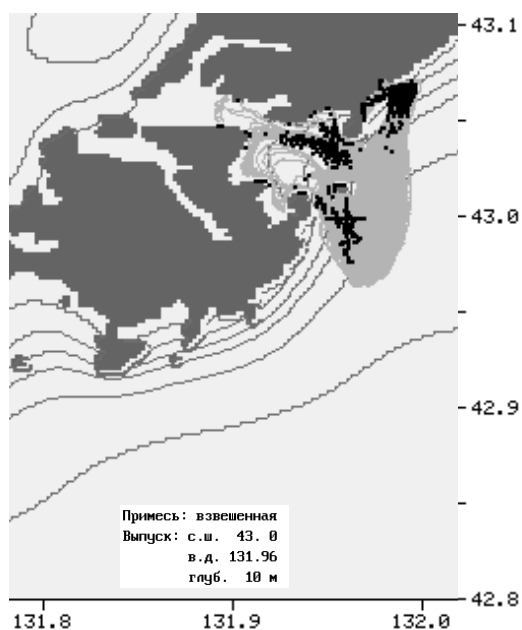 43.1
43.0
42.9
Примесь: взвешенная
Выпуск: с.ш. 43. 0
в.д. 131.96
глуб. 10 м
42.8
131.8 131.9 132.0